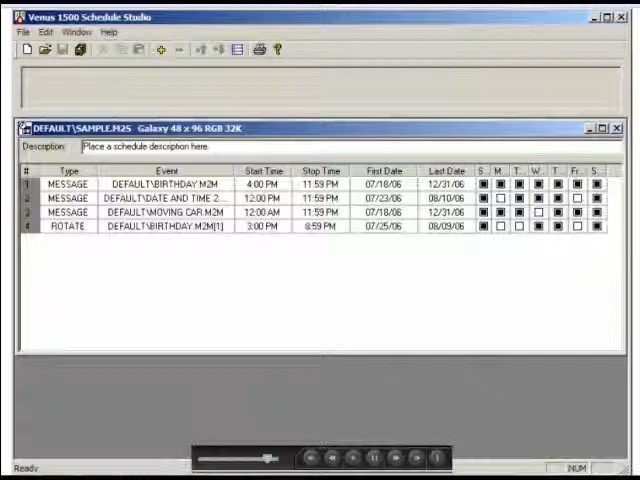 Venus 1500 Schedule Studio
File Edit Window Help
DEFAULT\SAMPLE.M2S Galaxy 48 x 96 RGB 32K
Description: Place a schedule description here.
# Type Event Start Time Stop Time First Date Last Date S... M... T... W... T... Fr... S...
1 MESSAGE DEFAULT\BIRTHDAY.M2M 4:00 PM 11:59 PM 07/18/06 12/31/06
2 MESSAGE DEFAULT\DATE AND TIME 2... 12:00 PM 11:59 PM 07/23/06 08/10/06
3 MESSAGE DEFAULT\MOVING CAR.M2M 12:00 AM 11:59 PM 07/18/06 12/31/06
4 ROTATE DEFAULT\BIRTHDAY.M2M[1] 3:00 PM 8:59 PM 07/25/06 08/09/06
Ready NUM